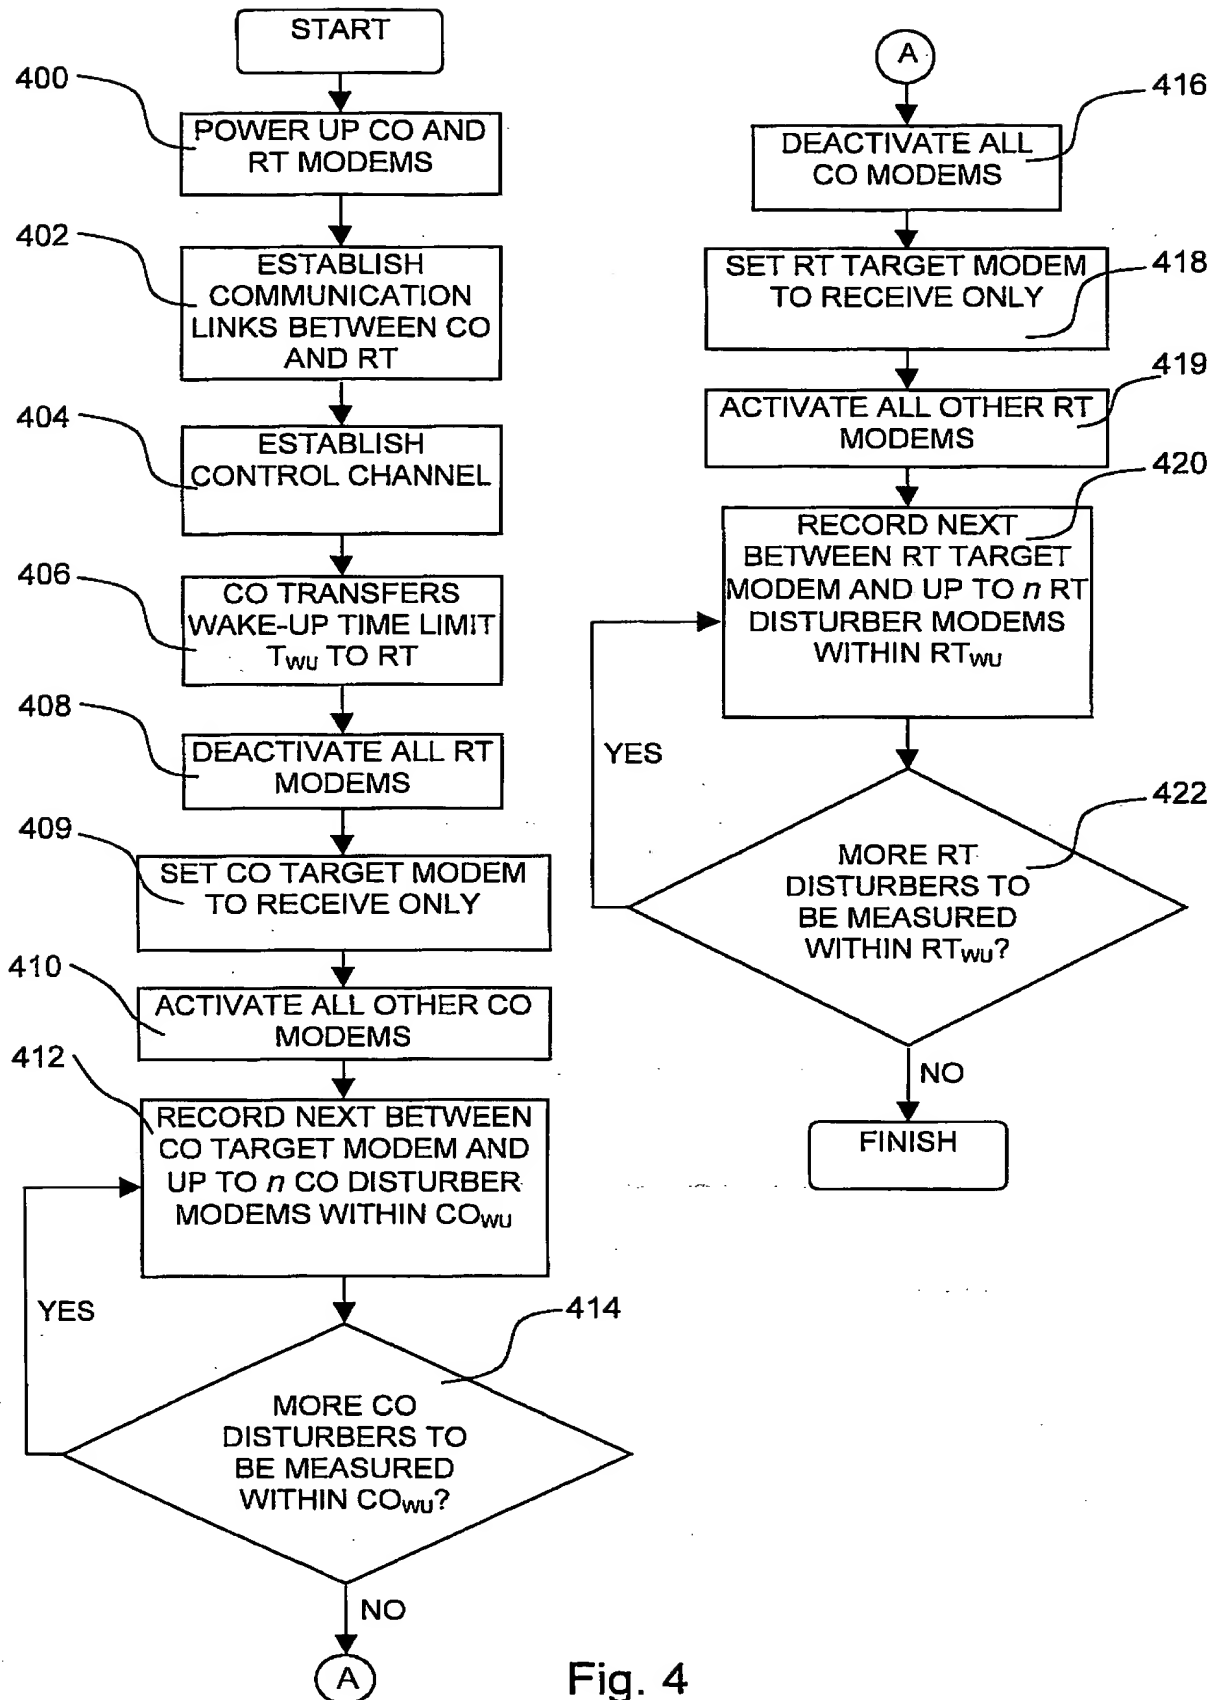 START
400
POWER UP CO AND
RT MODEMS
402
ESTABLISH
COMMUNICATION
LINKS BETWEEN CO
AND RT
404
ESTABLISH
CONTROL CHANNEL
406
CO TRANSFERS
WAKE-UP TIME LIMIT
TWU TO RT
408
DEACTIVATE ALL RT
MODEMS
409
SET CO TARGET MODEM
TO RECEIVE ONLY
410
ACTIVATE ALL OTHER CO
MODEMS
412
RECORD NEXT BETWEEN
CO TARGET MODEM AND
UP TO n CO DISTURBER
MODEMS WITHIN COWU
YES
414
MORE CO
DISTURBERS TO
BE MEASURED
WITHIN COWU?
NO
A
A
416
DEACTIVATE ALL
CO MODEMS
418
SET RT TARGET MODEM
TO RECEIVE ONLY
419
ACTIVATE ALL OTHER RT
MODEMS
420
RECORD NEXT
BETWEEN RT TARGET
MODEM AND UP TO n RT
DISTURBER MODEMS
WITHIN RTWU
YES
422
MORE RT
DISTURBERS TO
BE MEASURED
WITHIN RTWU?
NO
FINISH
Fig. 4